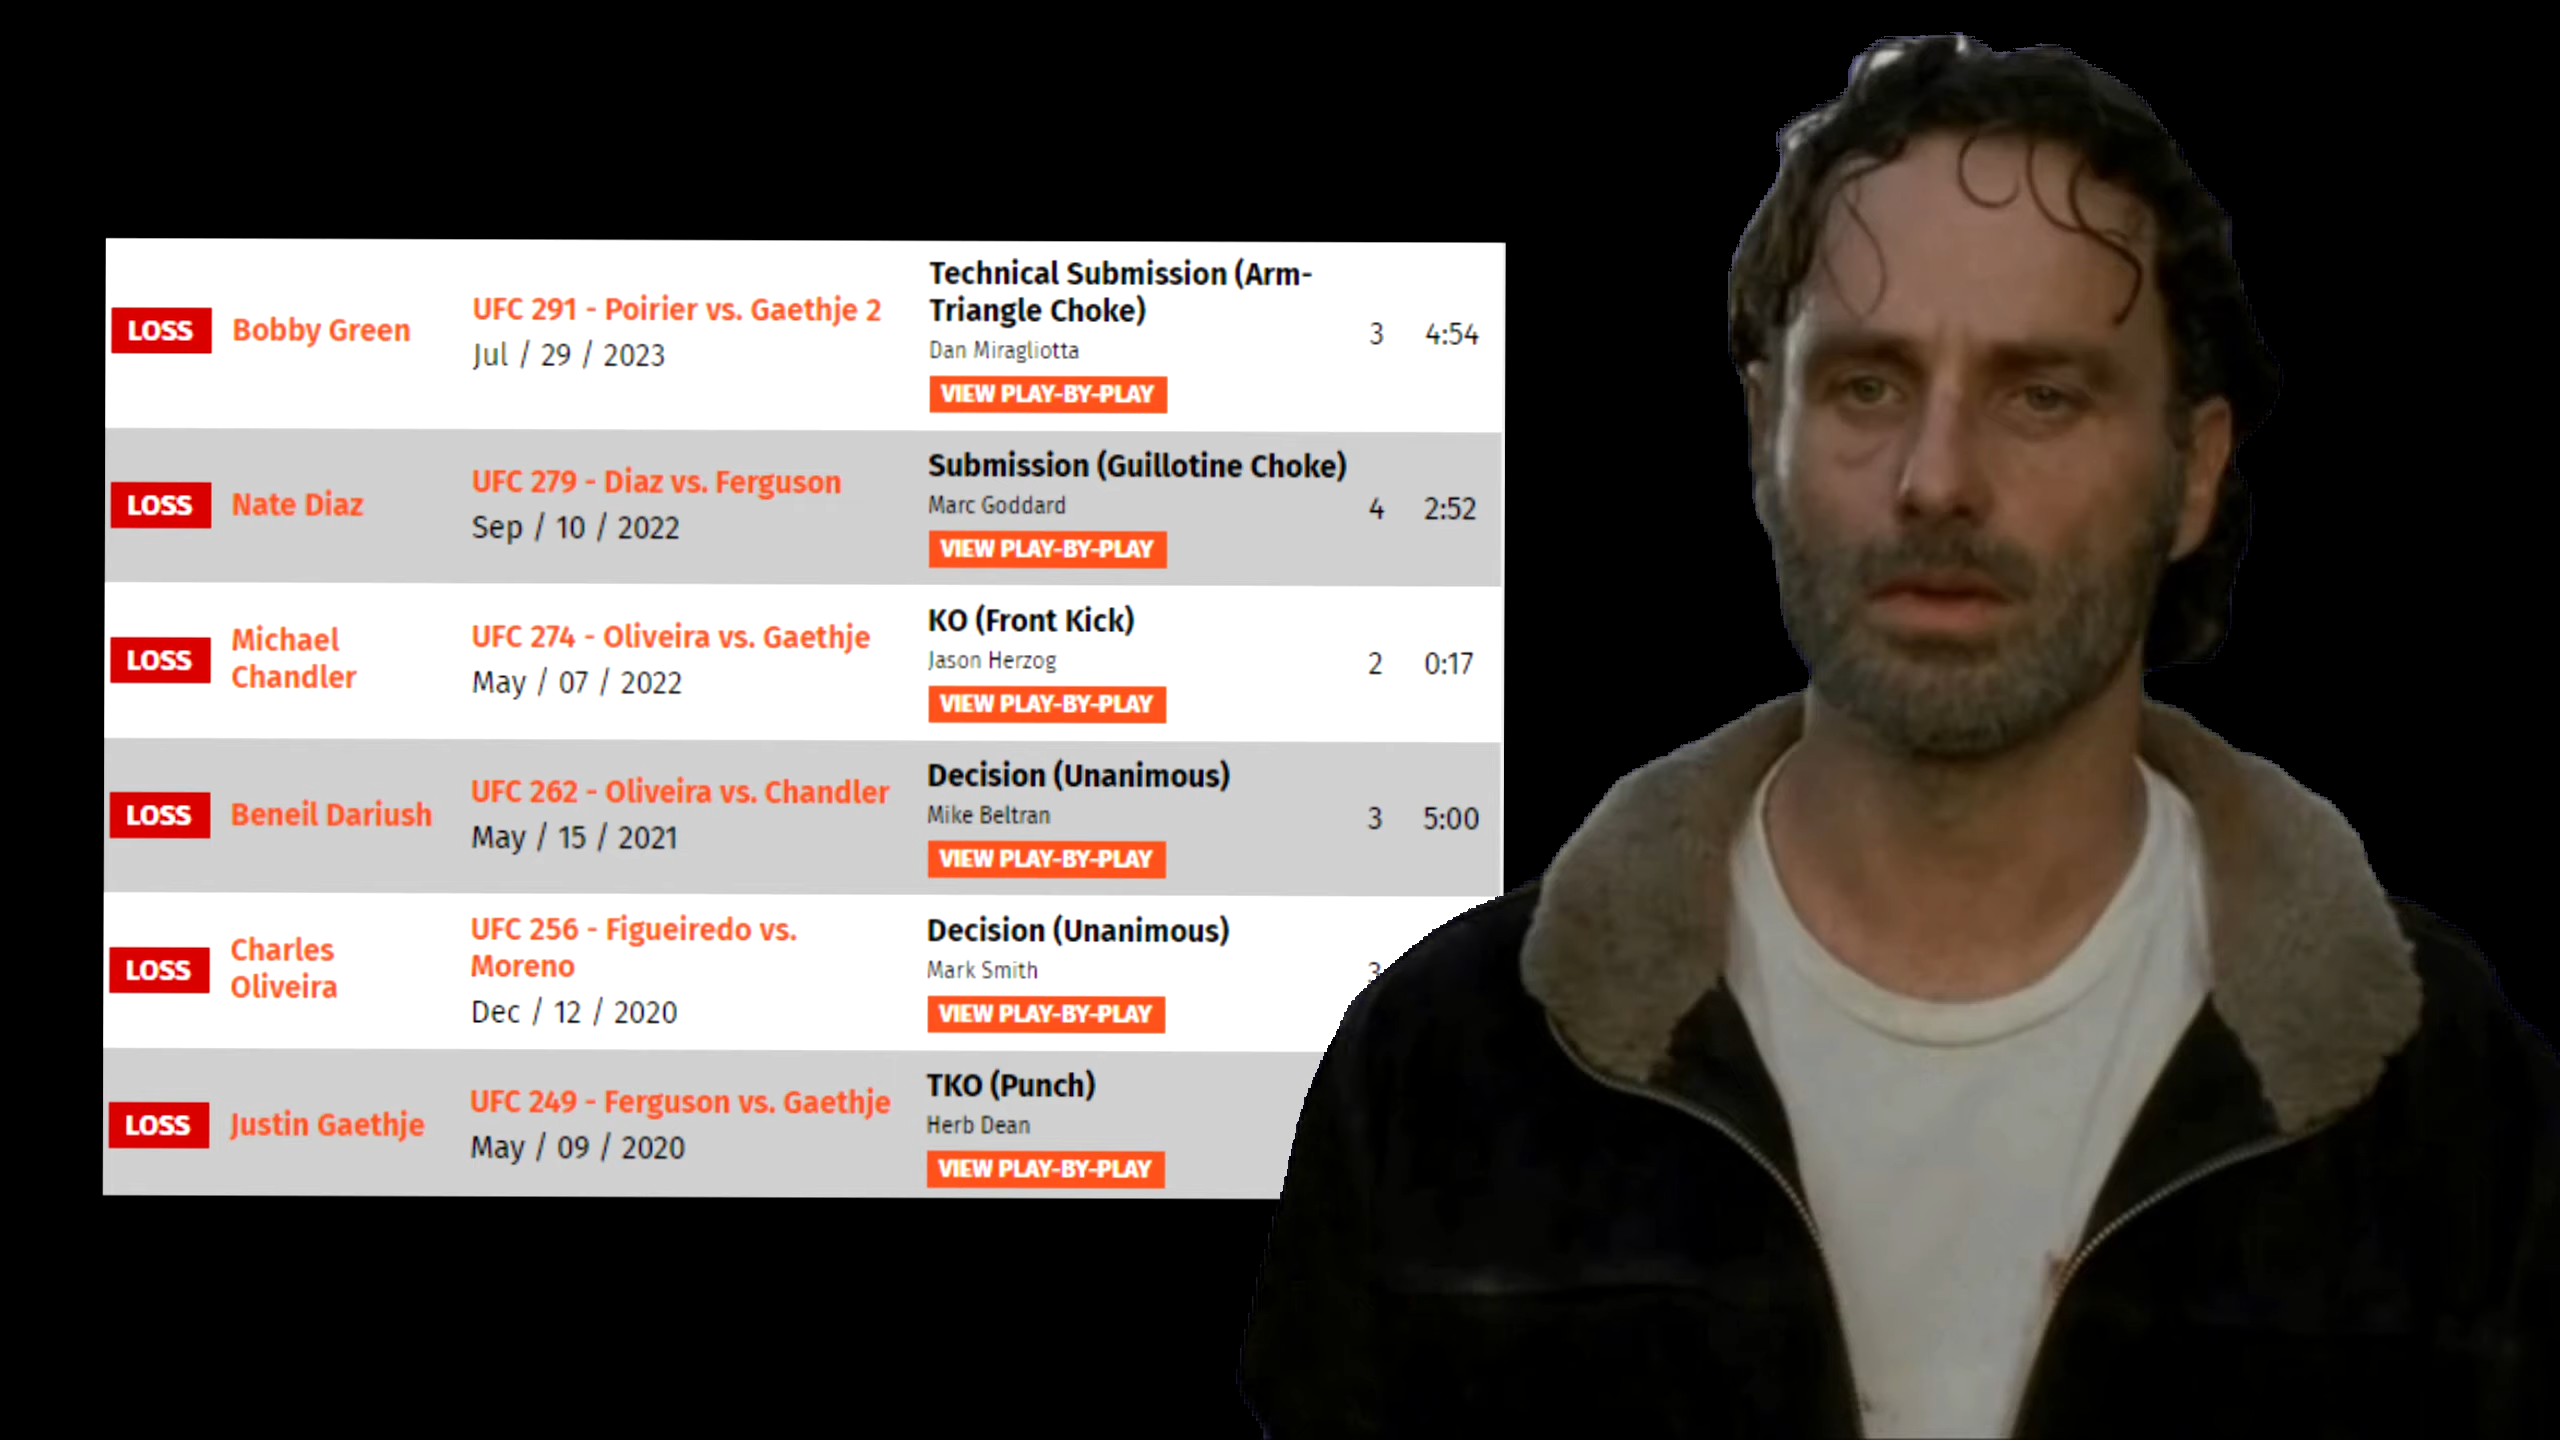 LOSS
Bobby Green
UFC 291 - Poirier vs. Gaethje 2
Jul / 29 / 2023
Technical Submission (Arm-
Triangle Choke)
Dan Miragliotta
VIEW PLAY-BY-PLAY
3
4:54
LOSS
Nate Diaz
UFC 279 - Diaz vs. Ferguson
Sep / 10 / 2022
Submission (Guillotine Choke)
Marc Goddard
VIEW PLAY-BY-PLAY
4
2:52
LOSS
Michael
Chandler
UFC 274 - Oliveira vs. Gaethje
May / 07 / 2022
KO (Front Kick)
Jason Herzog
VIEW PLAY-BY-PLAY
2
0:17
LOSS
Beneil Dariush
UFC 262 - Oliveira vs. Chandler
May / 15 / 2021
Decision (Unanimous)
Mike Beltran
VIEW PLAY-BY-PLAY
3
5:00
LOSS
Charles
Oliveira
UFC 256 - Figueiredo vs.
Moreno
Dec / 12 / 2020
Decision (Unanimous)
Mark Smith
VIEW PLAY-BY-PLAY
3
LOSS
Justin Gaethje
UFC 249 - Ferguson vs. Gaethje
May / 09 / 2020
TKO (Punch)
Herb Dean
VIEW PLAY-BY-PLAY